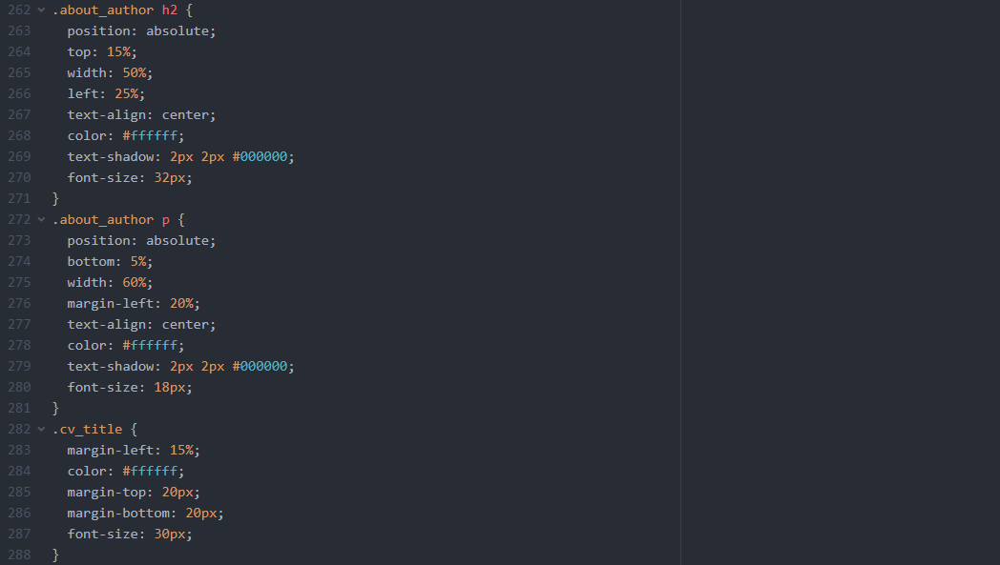 262 .about_author h2 {
263 position: absolute;
264 top: 15%;
265 width: 50%;
266 left: 25%;
267 text-align: center;
268 color: #ffffff;
269 text-shadow: 2px 2px #000000;
270 font-size: 32px;
271 }
272 .about_author p {
273 position: absolute;
274 bottom: 5%;
275 width: 60%;
276 margin-left: 20%;
277 text-align: center;
278 color: #ffffff;
279 text-shadow: 2px 2px #000000;
280 font-size: 18px;
281 }
282 .cv_title {
283 margin-left: 15%;
284 color: #ffffff;
285 margin-top: 20px;
286 margin-bottom: 20px;
287 font-size: 30px;
288 }